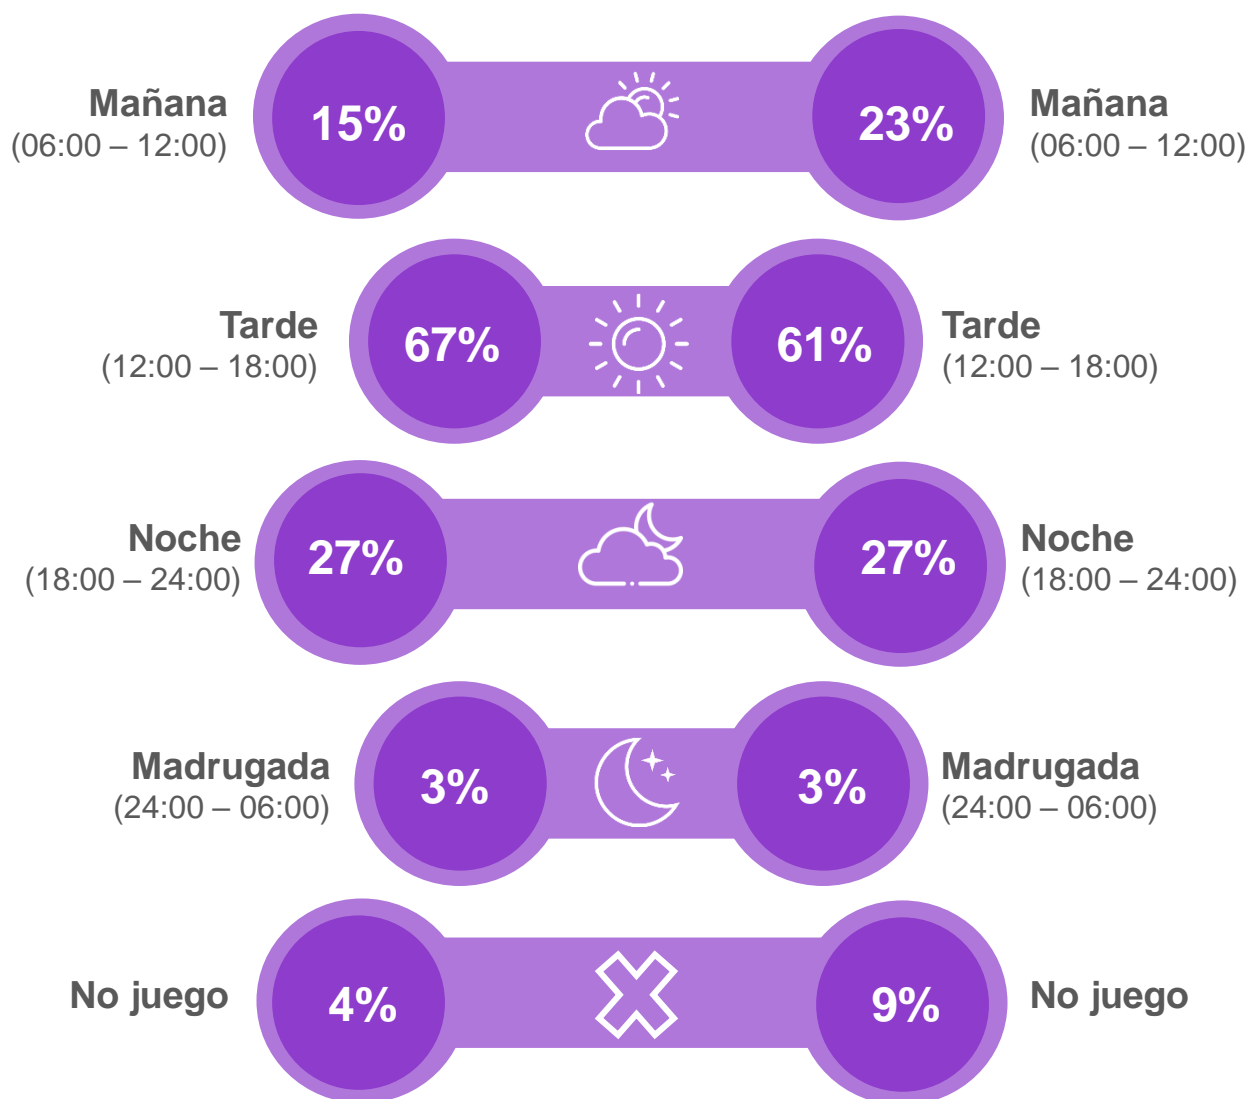 Mañana
(06:00 – 12:00)
15%
23%
Mañana
(06:00 – 12:00)
Tarde
(12:00 – 18:00)
67%
61%
Tarde
(12:00 – 18:00)
Noche
(18:00 – 24:00)
27%
27%
Noche
(18:00 – 24:00)
Madrugada
(24:00 – 06:00)
3%
3%
Madrugada
(24:00 – 06:00)
No juego
4%
9%
No juego